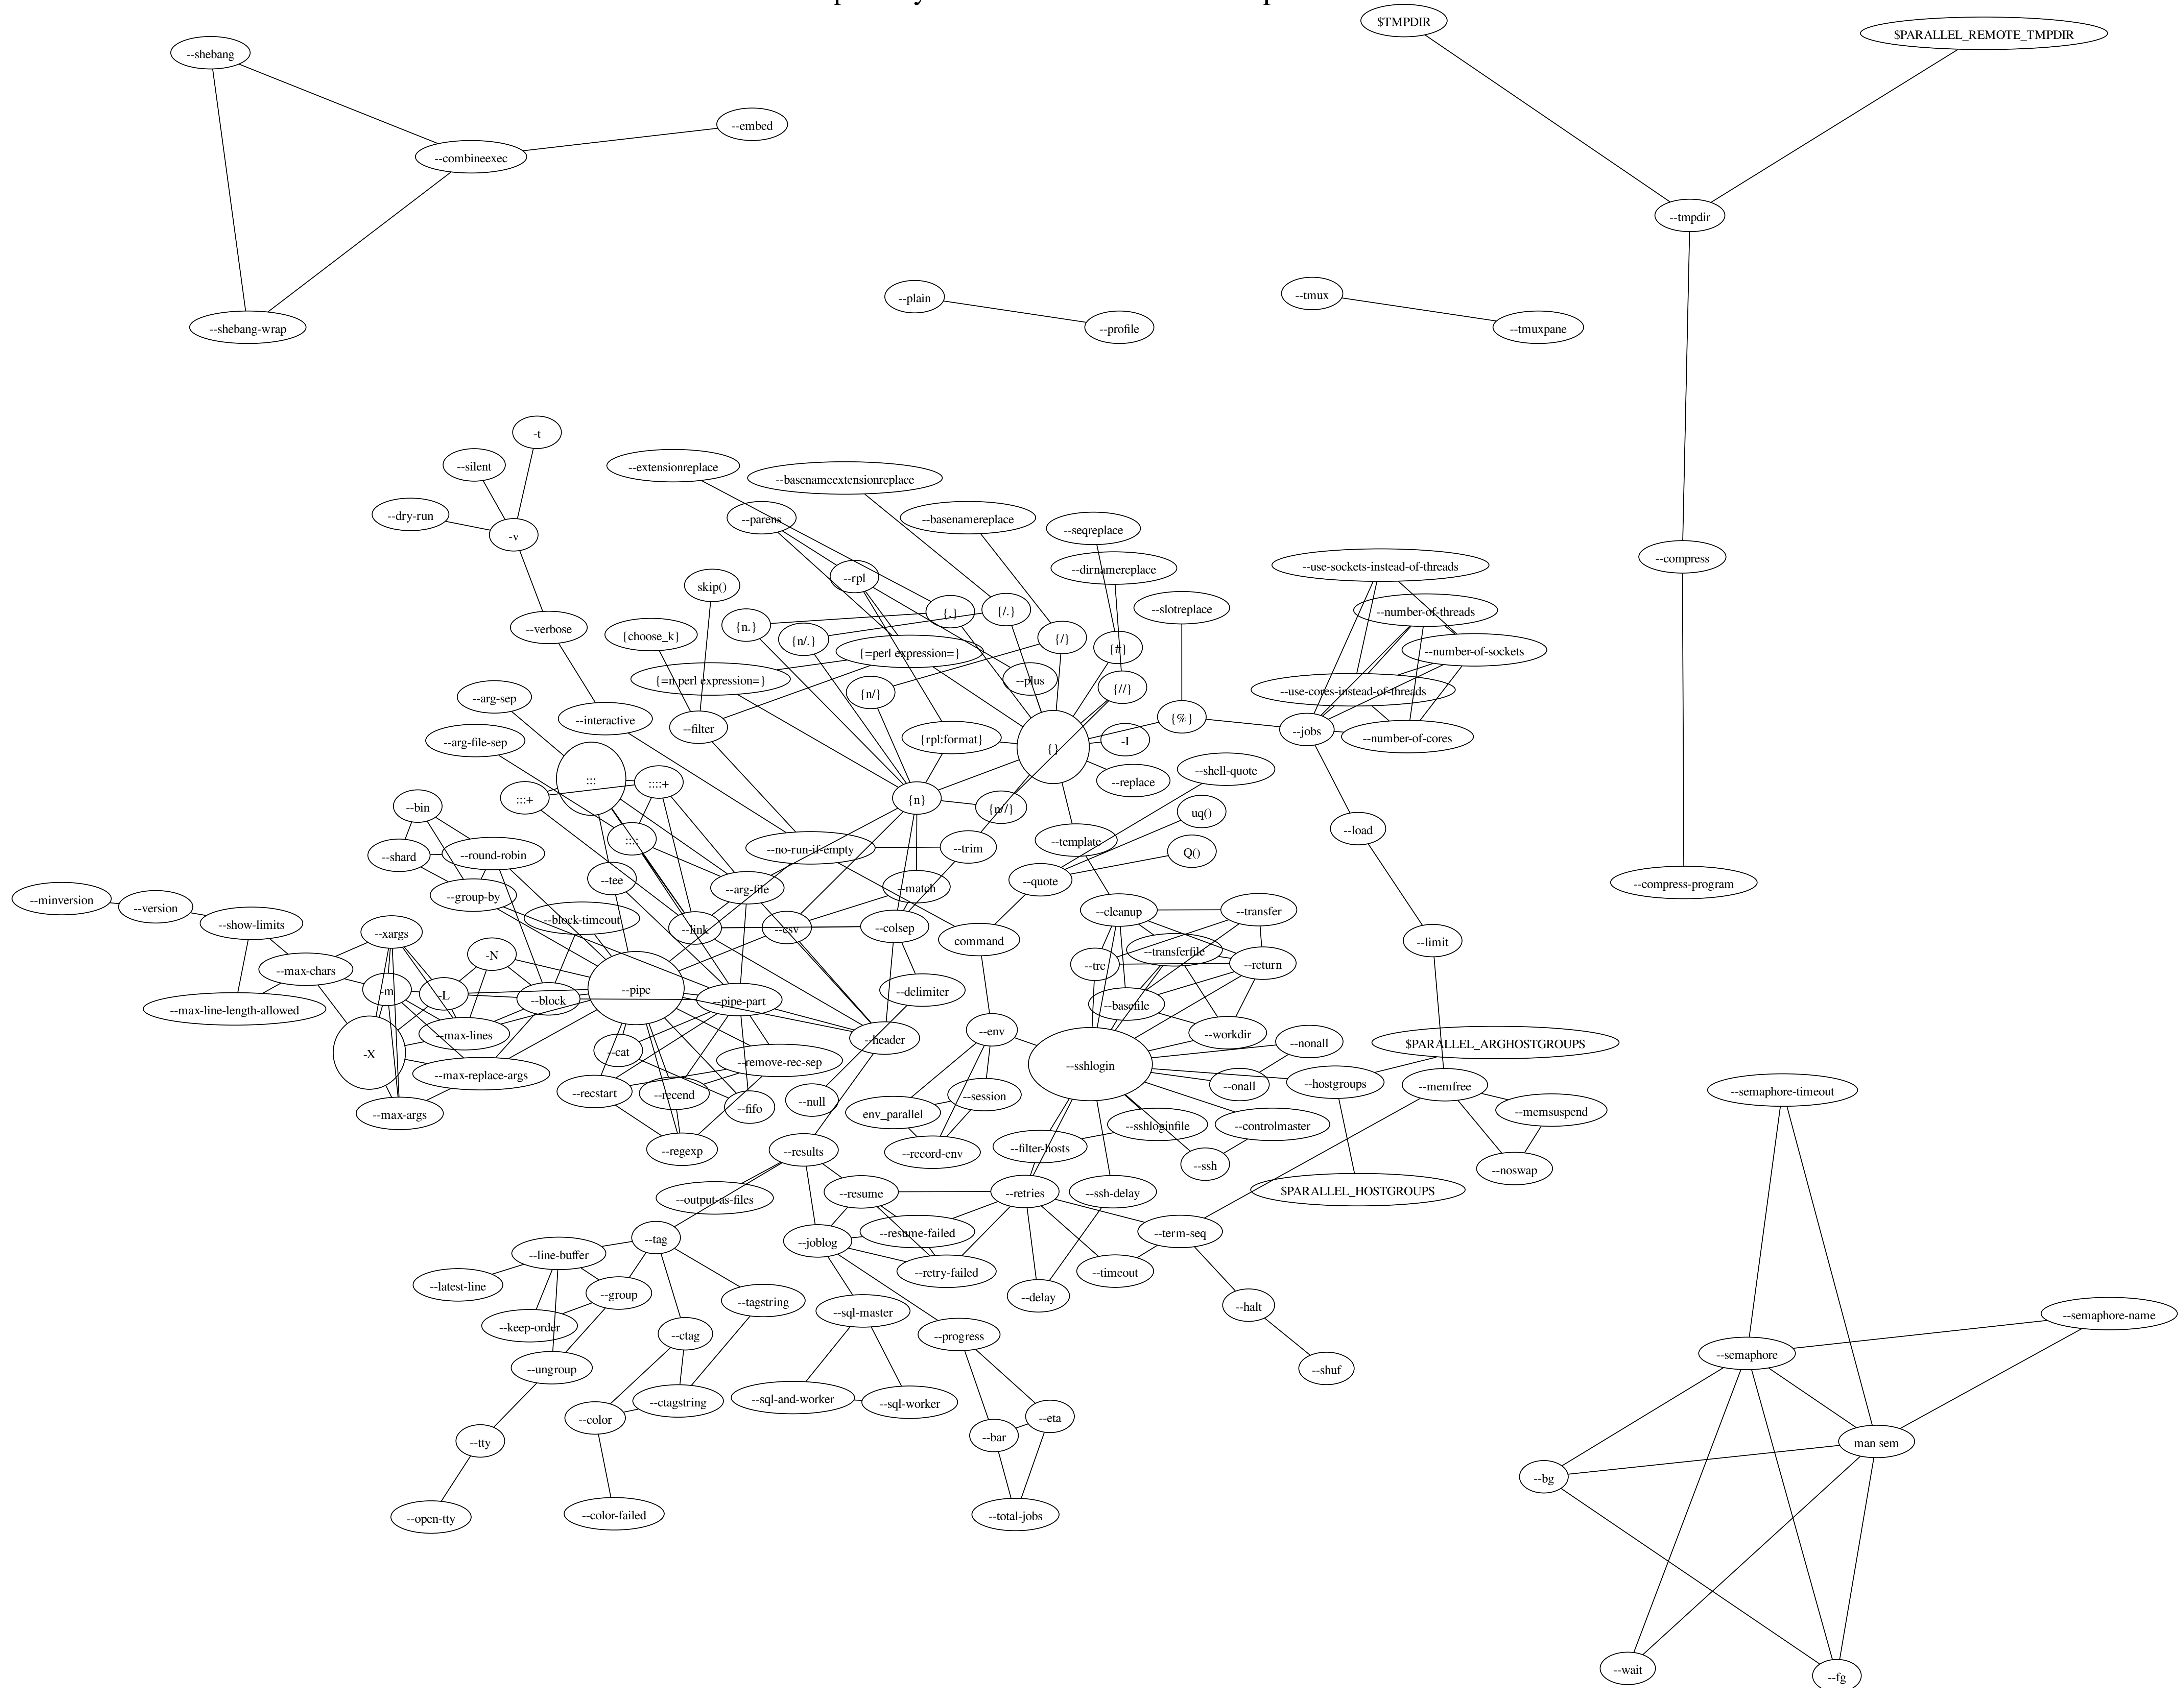 $TMPDIR
$PARALLEL_REMOTE_TMPDIR
--shebang
--embed
--combineexec
--tmpdir
--plain
--tmux
--shebang-wrap
--profile
--tmuxpane
-t
--silent
--extensionreplace
--basenameextensionreplace
--dry-run
--parens
--basenamereplace
--seqreplace
-v
--compress
--use-sockets-instead-of-threads
--dirnamereplace
--rpl
skip()
--slotreplace
{.}
{/.}
--number-of-threads
--verbose
{n.}
{choose_k}
{n/.}
{/}
{#}
{=perl expression=}
--number-of-sockets
{=n perl expression=}
--plus
{//}
--use-cores-instead-of-threads
--arg-sep
{n/}
--interactive
--filter
{%}
--jobs
--arg-file-sep
{rpl:format}
{}
-I
--number-of-cores
--shell-quote
:::
::::+
--replace
:::+
{n}
--bin
{n//}
uq()
--load
::::
--template
--no-run-if-empty
--trim
Q()
--shard
--round-robin
--tee
--arg-file
--match
--quote
--compress-program
--group-by
--minversion
--version
--cleanup
--transfer
--show-limits
--block-timeout
--link
--csv
--colsep
--xargs
command
--limit
--transferfile
-N
--max-chars
--trc
--return
-m
-L
--pipe
--delimiter
--block
--pipe-part
--basefile
--max-line-length-allowed
--max-lines
--env
--workdir
--header
--nonall
$PARALLEL_ARGHOSTGROUPS
-X
--cat
--remove-rec-sep
--sshlogin
--max-replace-args
--onall
--hostgroups
--memfree
--recstart
--recend
--session
--semaphore-timeout
--null
--fifo
--max-args
env_parallel
--memsuspend
--sshloginfile
--controlmaster
--regexp
--results
--record-env
--filter-hosts
--ssh
--noswap
--output-as-files
--resume
--retries
--ssh-delay
$PARALLEL_HOSTGROUPS
--tag
--joblog
--resume-failed
--term-seq
--line-buffer
--latest-line
--retry-failed
--timeout
--group
--tagstring
--delay
--halt
--keep-order
--sql-master
--semaphore-name
--ctag
--progress
--semaphore
--ungroup
--shuf
--ctagstring
--sql-and-worker
--sql-worker
--color
--eta
--tty
--bar
man sem
--bg
--open-tty
--color-failed
--total-jobs
--wait
--fg